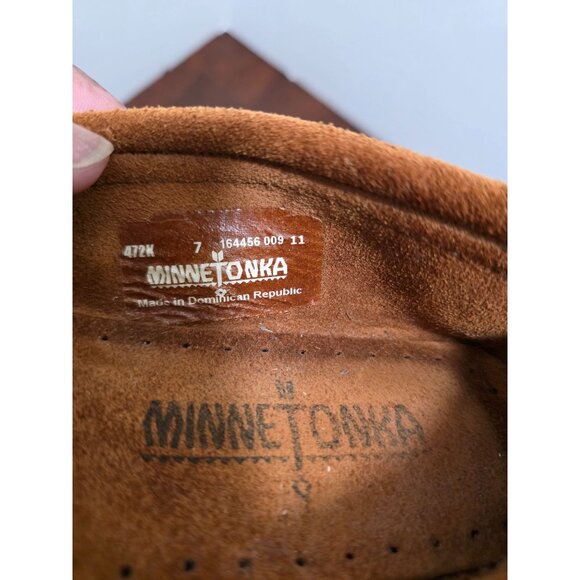 472K 7 164456 009 11
MINNETONKA
Made in Dominican Republic
MINNETONKA